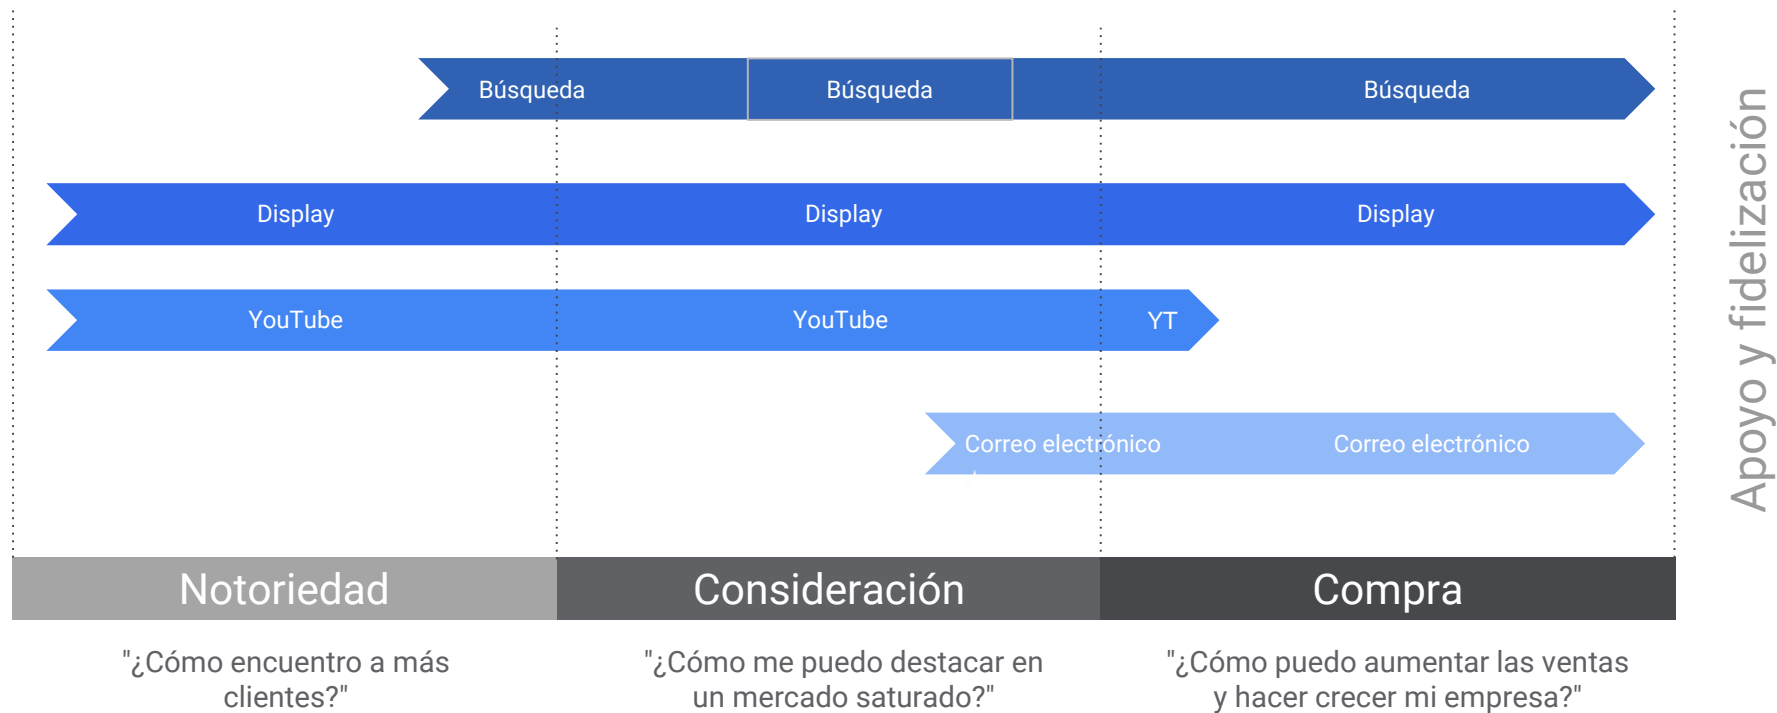 Búsqueda Búsqueda Búsqueda
Display Display Display
YouTube YouTube YT
Correo electrónico Correo electrónico
Apoyo y fidelización
Notoriedad Consideración Compra
"¿Cómo encuentro a más
clientes?"
"¿Cómo me puedo destacar en
un mercado saturado?"
"¿Cómo puedo aumentar las ventas
y hacer crecer mi empresa?"